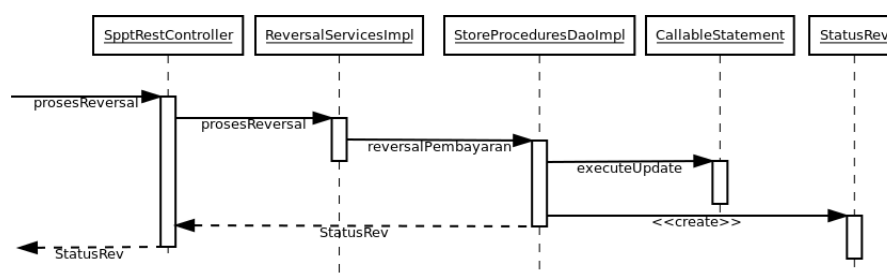 SpptRestController
ReversalServicesImpl
StoreProceduresDaoImpl
CallableStatement
StatusRev
prosesReversal
prosesReversal
reversalPembayaran
executeUpdate
<<create>>
StatusRev
StatusRev